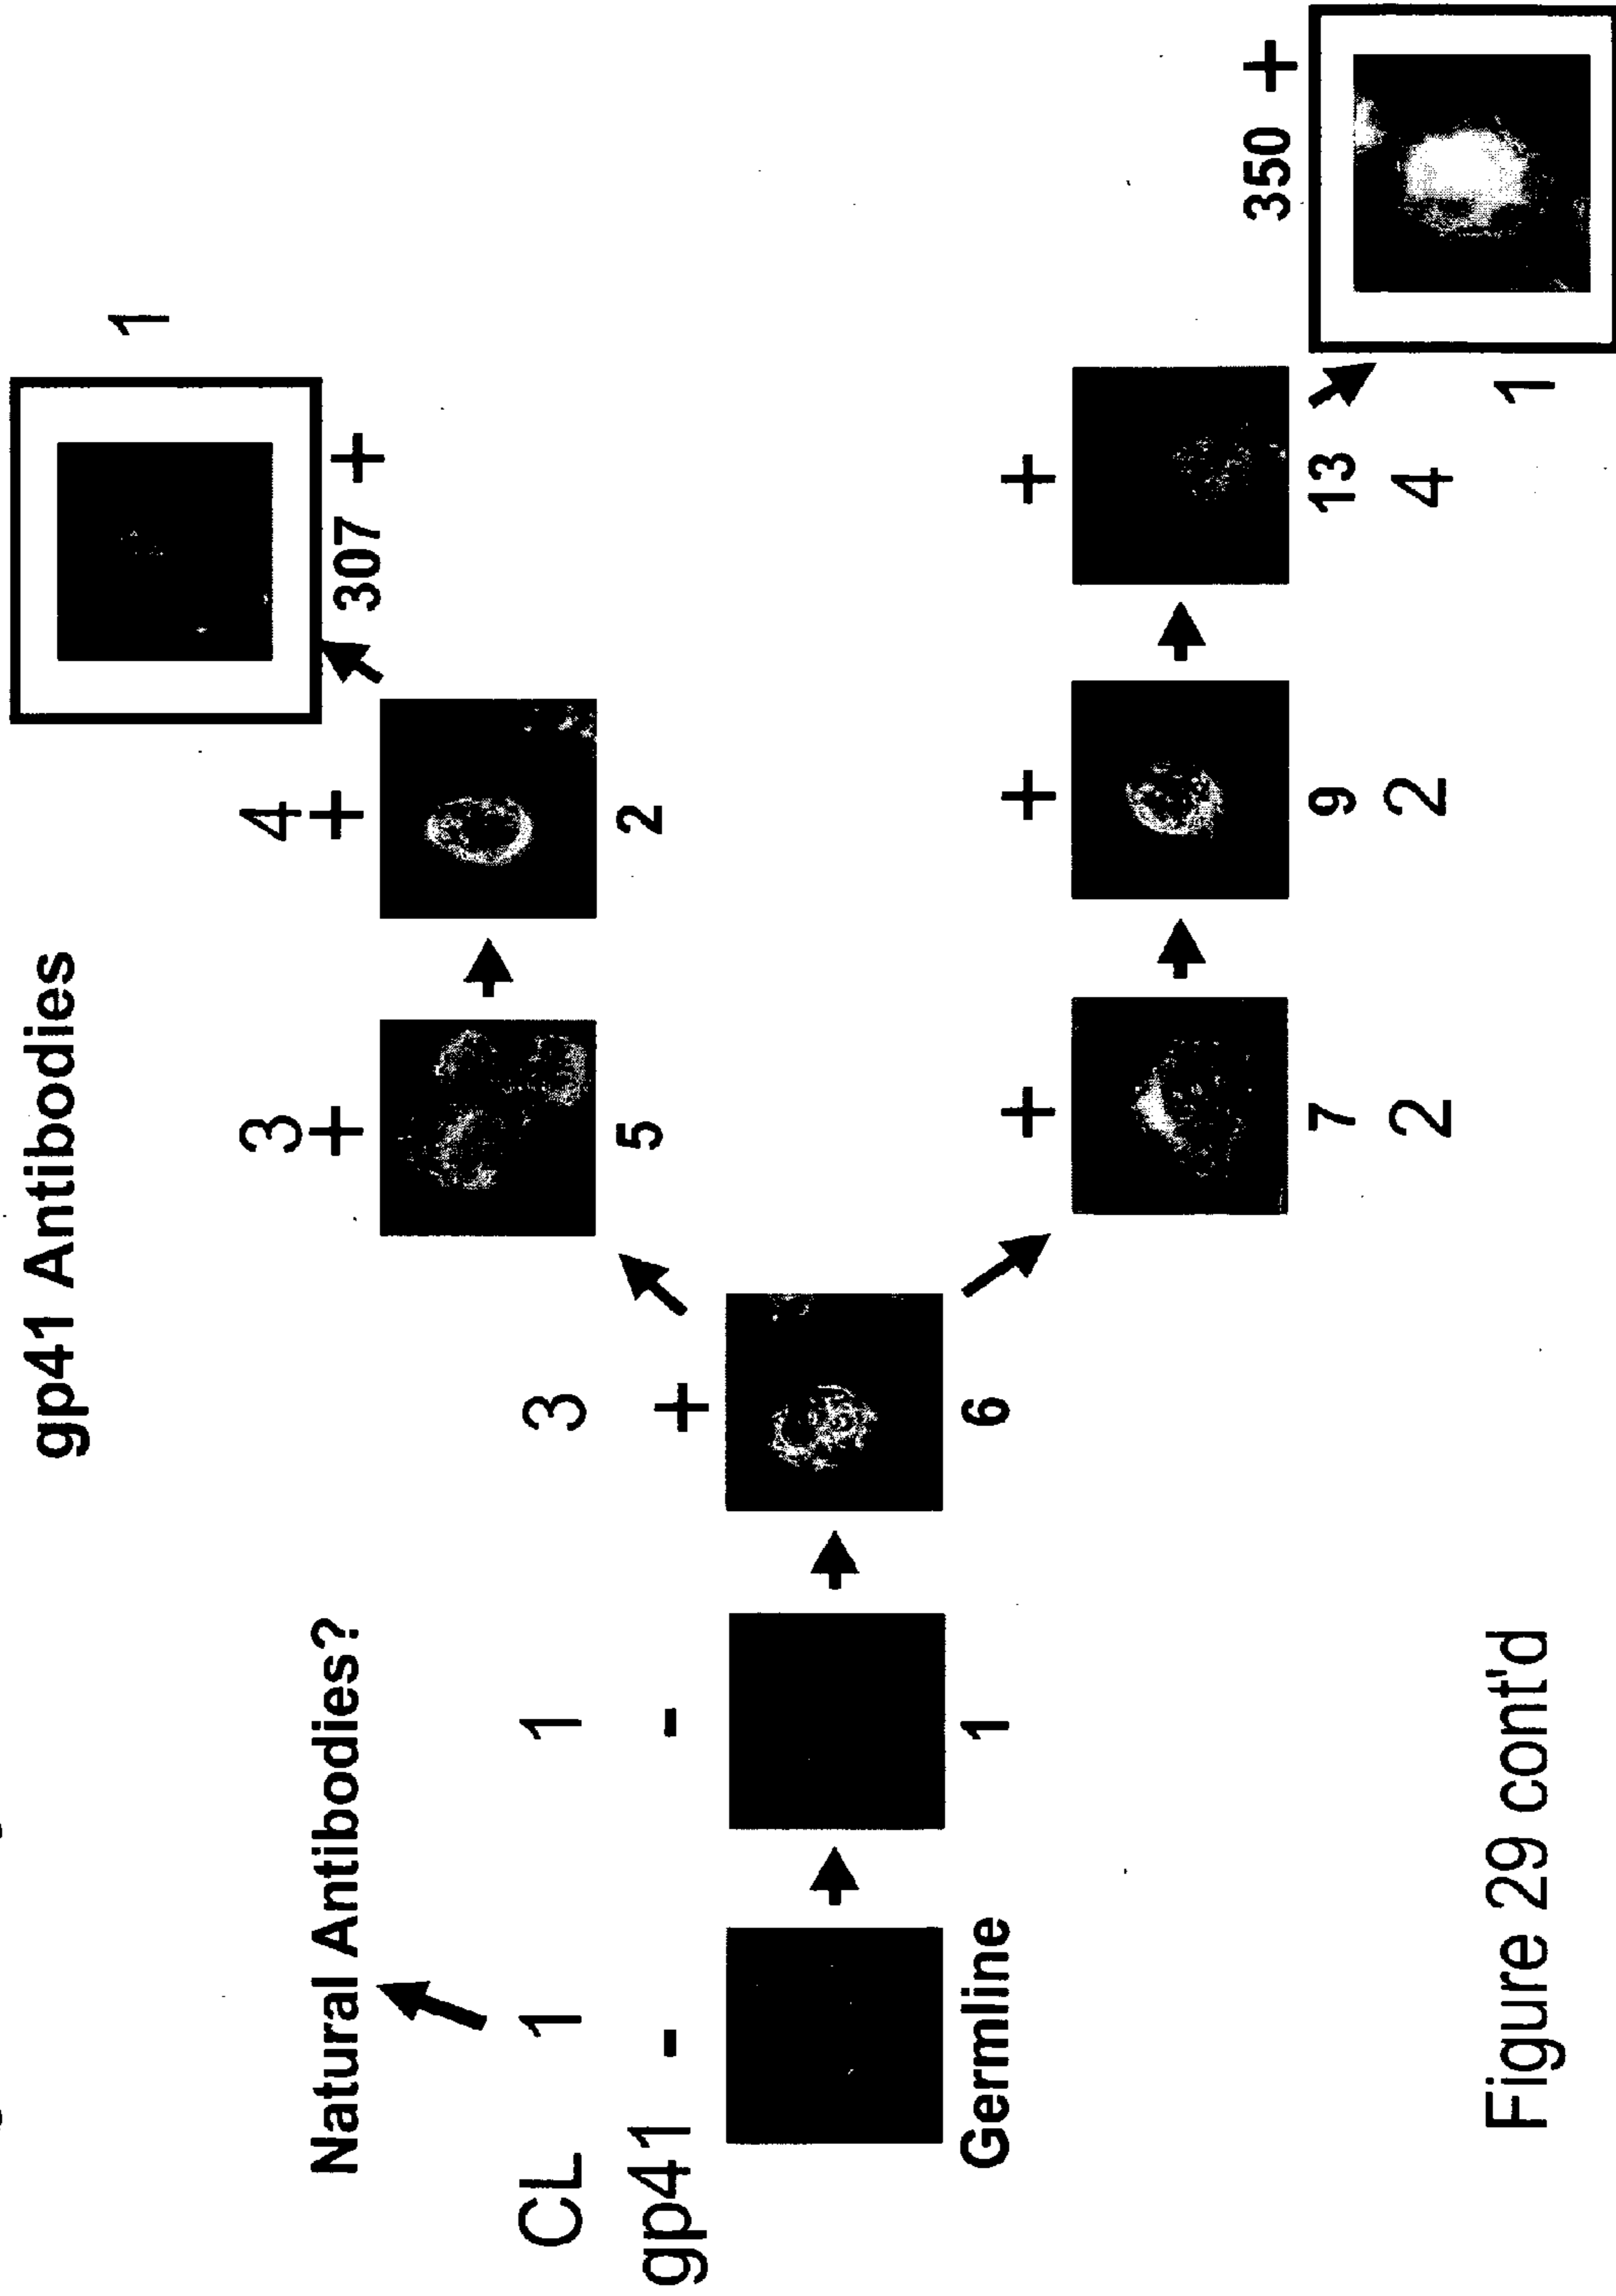 gp41 Antibodies
1
3 4
Natural Antibodies? + + 307 +
CL 1 1 3
5 2
gp41 - - +
Germline 1 6
+ + +
350 +
7 9 13
2 2 4
1
Figure 29 cont'd